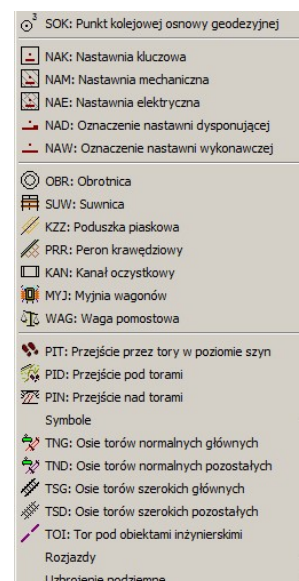 3 SOK: Punkt kolejowej osnowy geodezyjnej
NAK: Nastawnia kluczowa
NAM: Nastawnia mechaniczna
NAE: Nastawnia elektryczna
NAD: Oznaczenie nastawni dysponującej
NAW: Oznaczenie nastawni wykonawczej
OBR: Obrotnica
SUW: Suwnica
KZZ: Poduszka piaskowa
PRR: Peron krawędziowy
KAN: Kanał oczystkowy
MYJ: Myjnia wagonów
WAG: Waga pomostowa
PIT: Przejście przez tory w poziomie szyn
PID: Przejście pod torami
PIN: Przejście nad torami
Symbole
TNG: Osie torów normalnych głównych
TND: Osie torów normalnych pozostałych
TSG: Osie torów szerokich głównych
TSD: Osie torów szerokich pozostałych
TOI: Tor pod obiektami inżynierskimi
Rozjazdy
Uzbrojenie podziemne